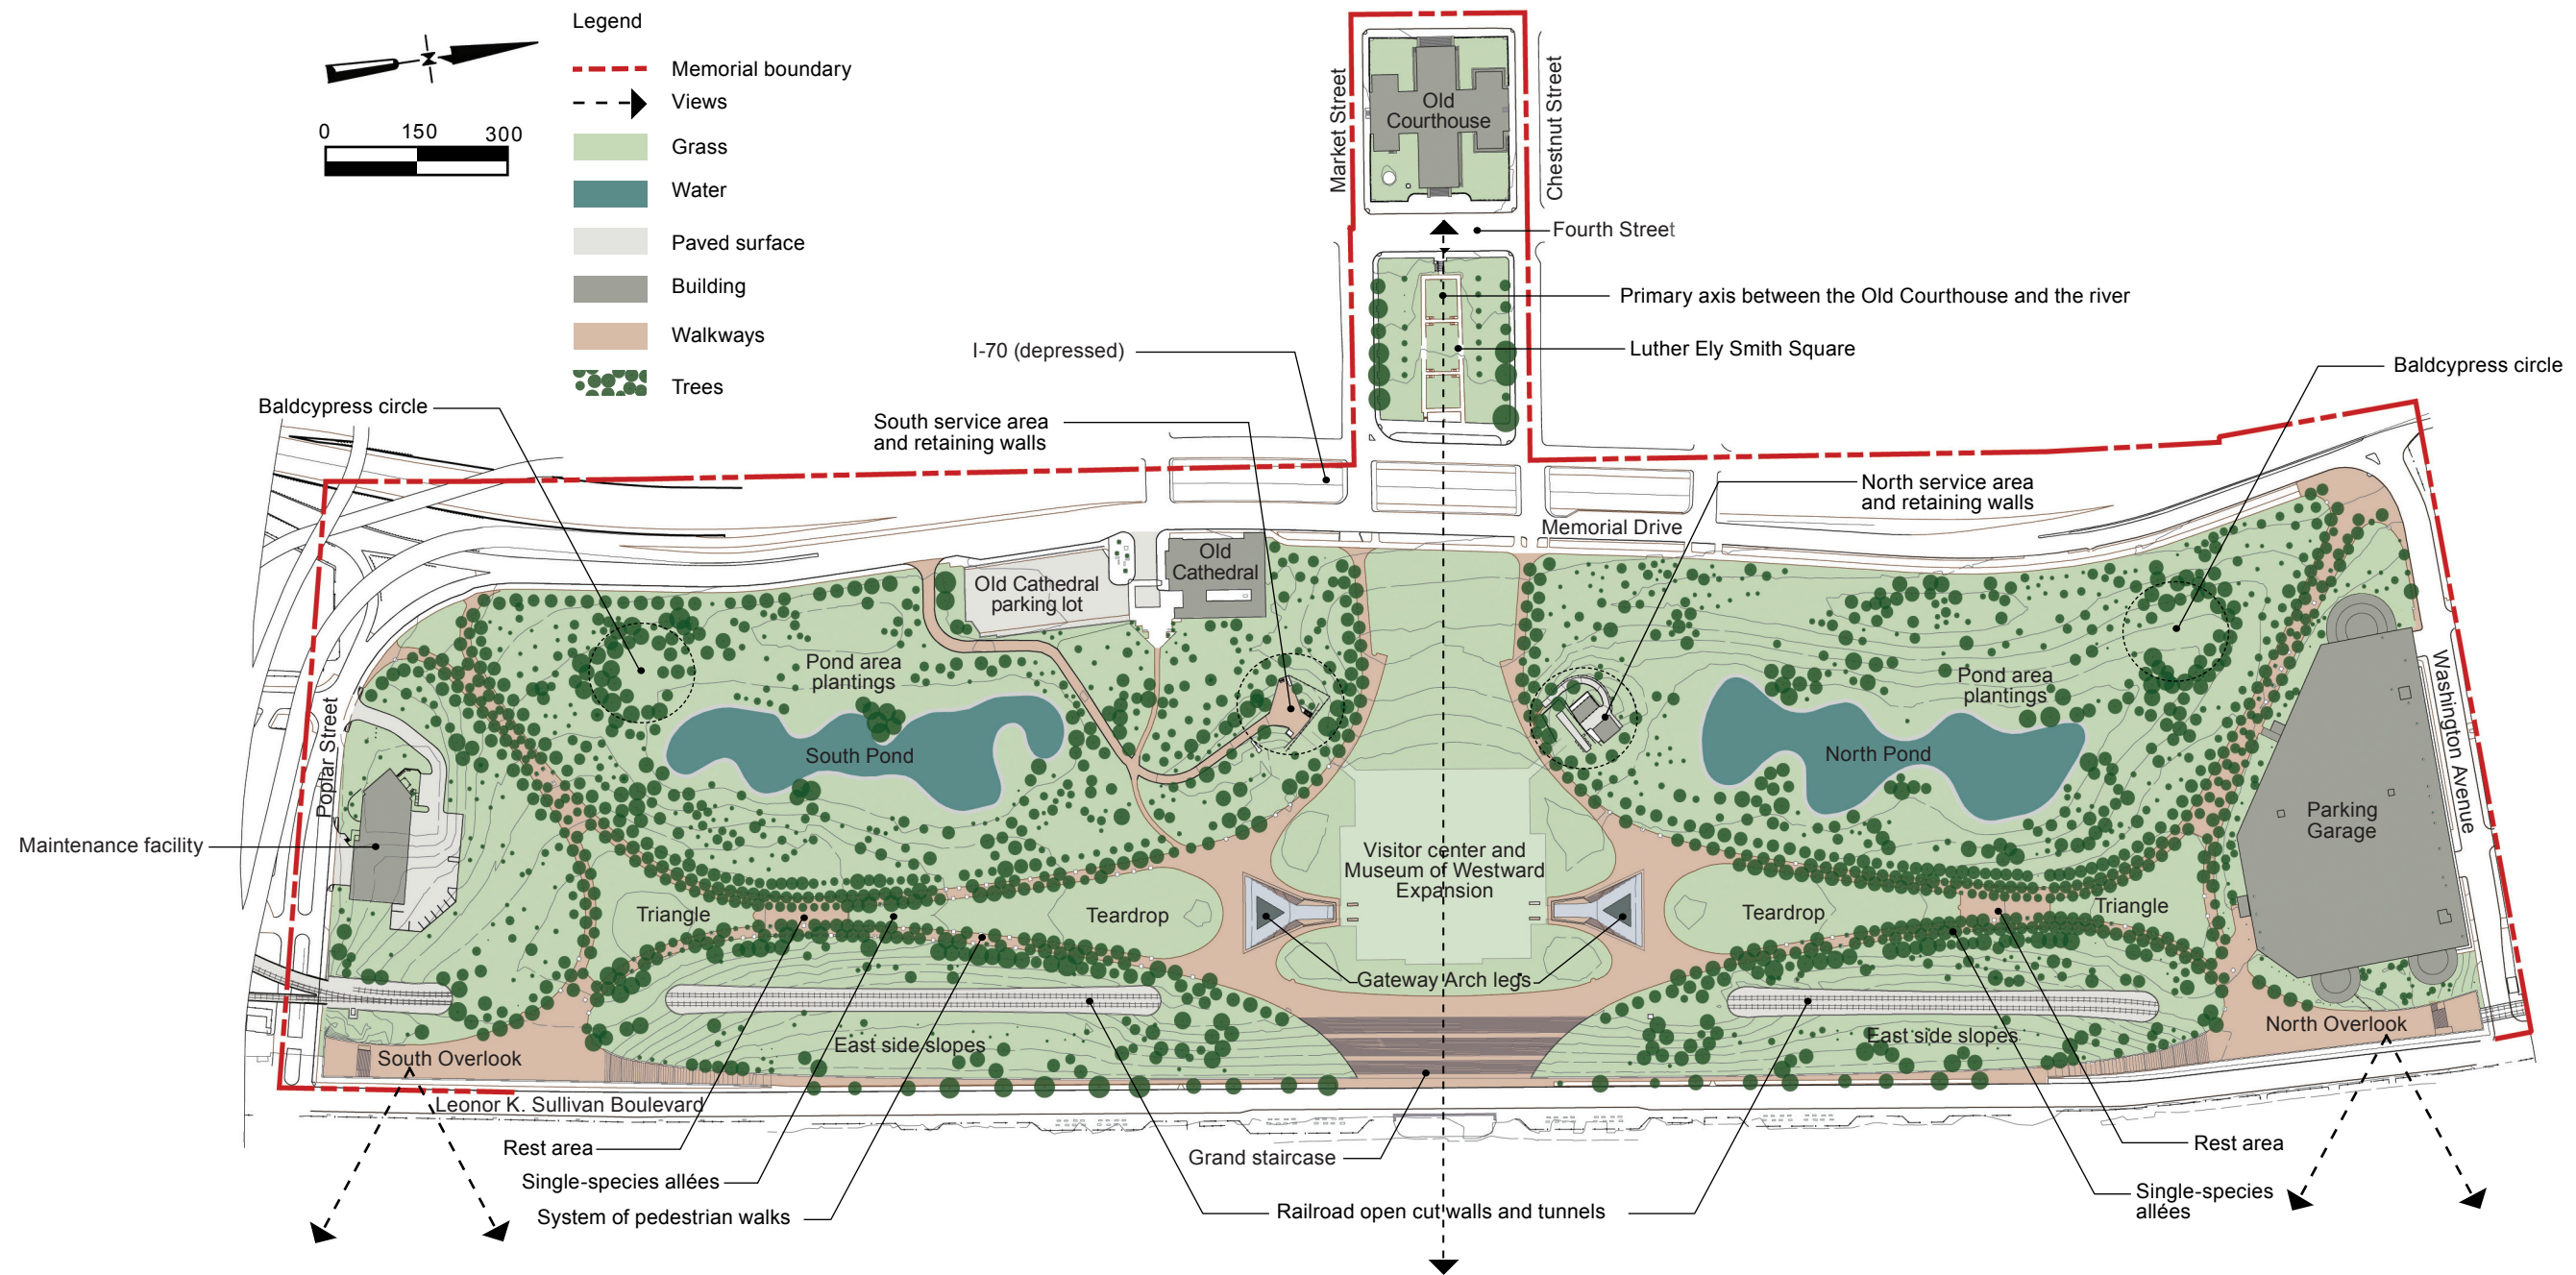 Legend
Memorial boundary
Views
Grass
Water
Paved surface
Building
Walkways
Trees
0 150 300
Market Street
Old
Courthouse
Chestnut Street
Fourth Street
Primary axis between the Old Courthouse and the river
Luther Ely Smith Square
I-70 (depressed)
Baldcypress circle
Baldcypress circle
South service area
and retaining walls
North service area
and retaining walls
Memorial Drive
Old
Cathedral
Old Cathedral
parking lot
Pond area
plantings
Pond area
plantings
South Pond
North Pond
Poplar Street
Washington Avenue
Parking
Garage
Maintenance facility
Visitor center and
Museum of Westward
Expansion
Triangle
Teardrop
Teardrop
Triangle
Gateway Arch legs
East side slopes
East side slopes
South Overlook
North Overlook
Leonor K. Sullivan Boulevard
Rest area
Single-species allées
System of pedestrian walks
Grand staircase
Railroad open cut walls and tunnels
Rest area
Single-species
allées